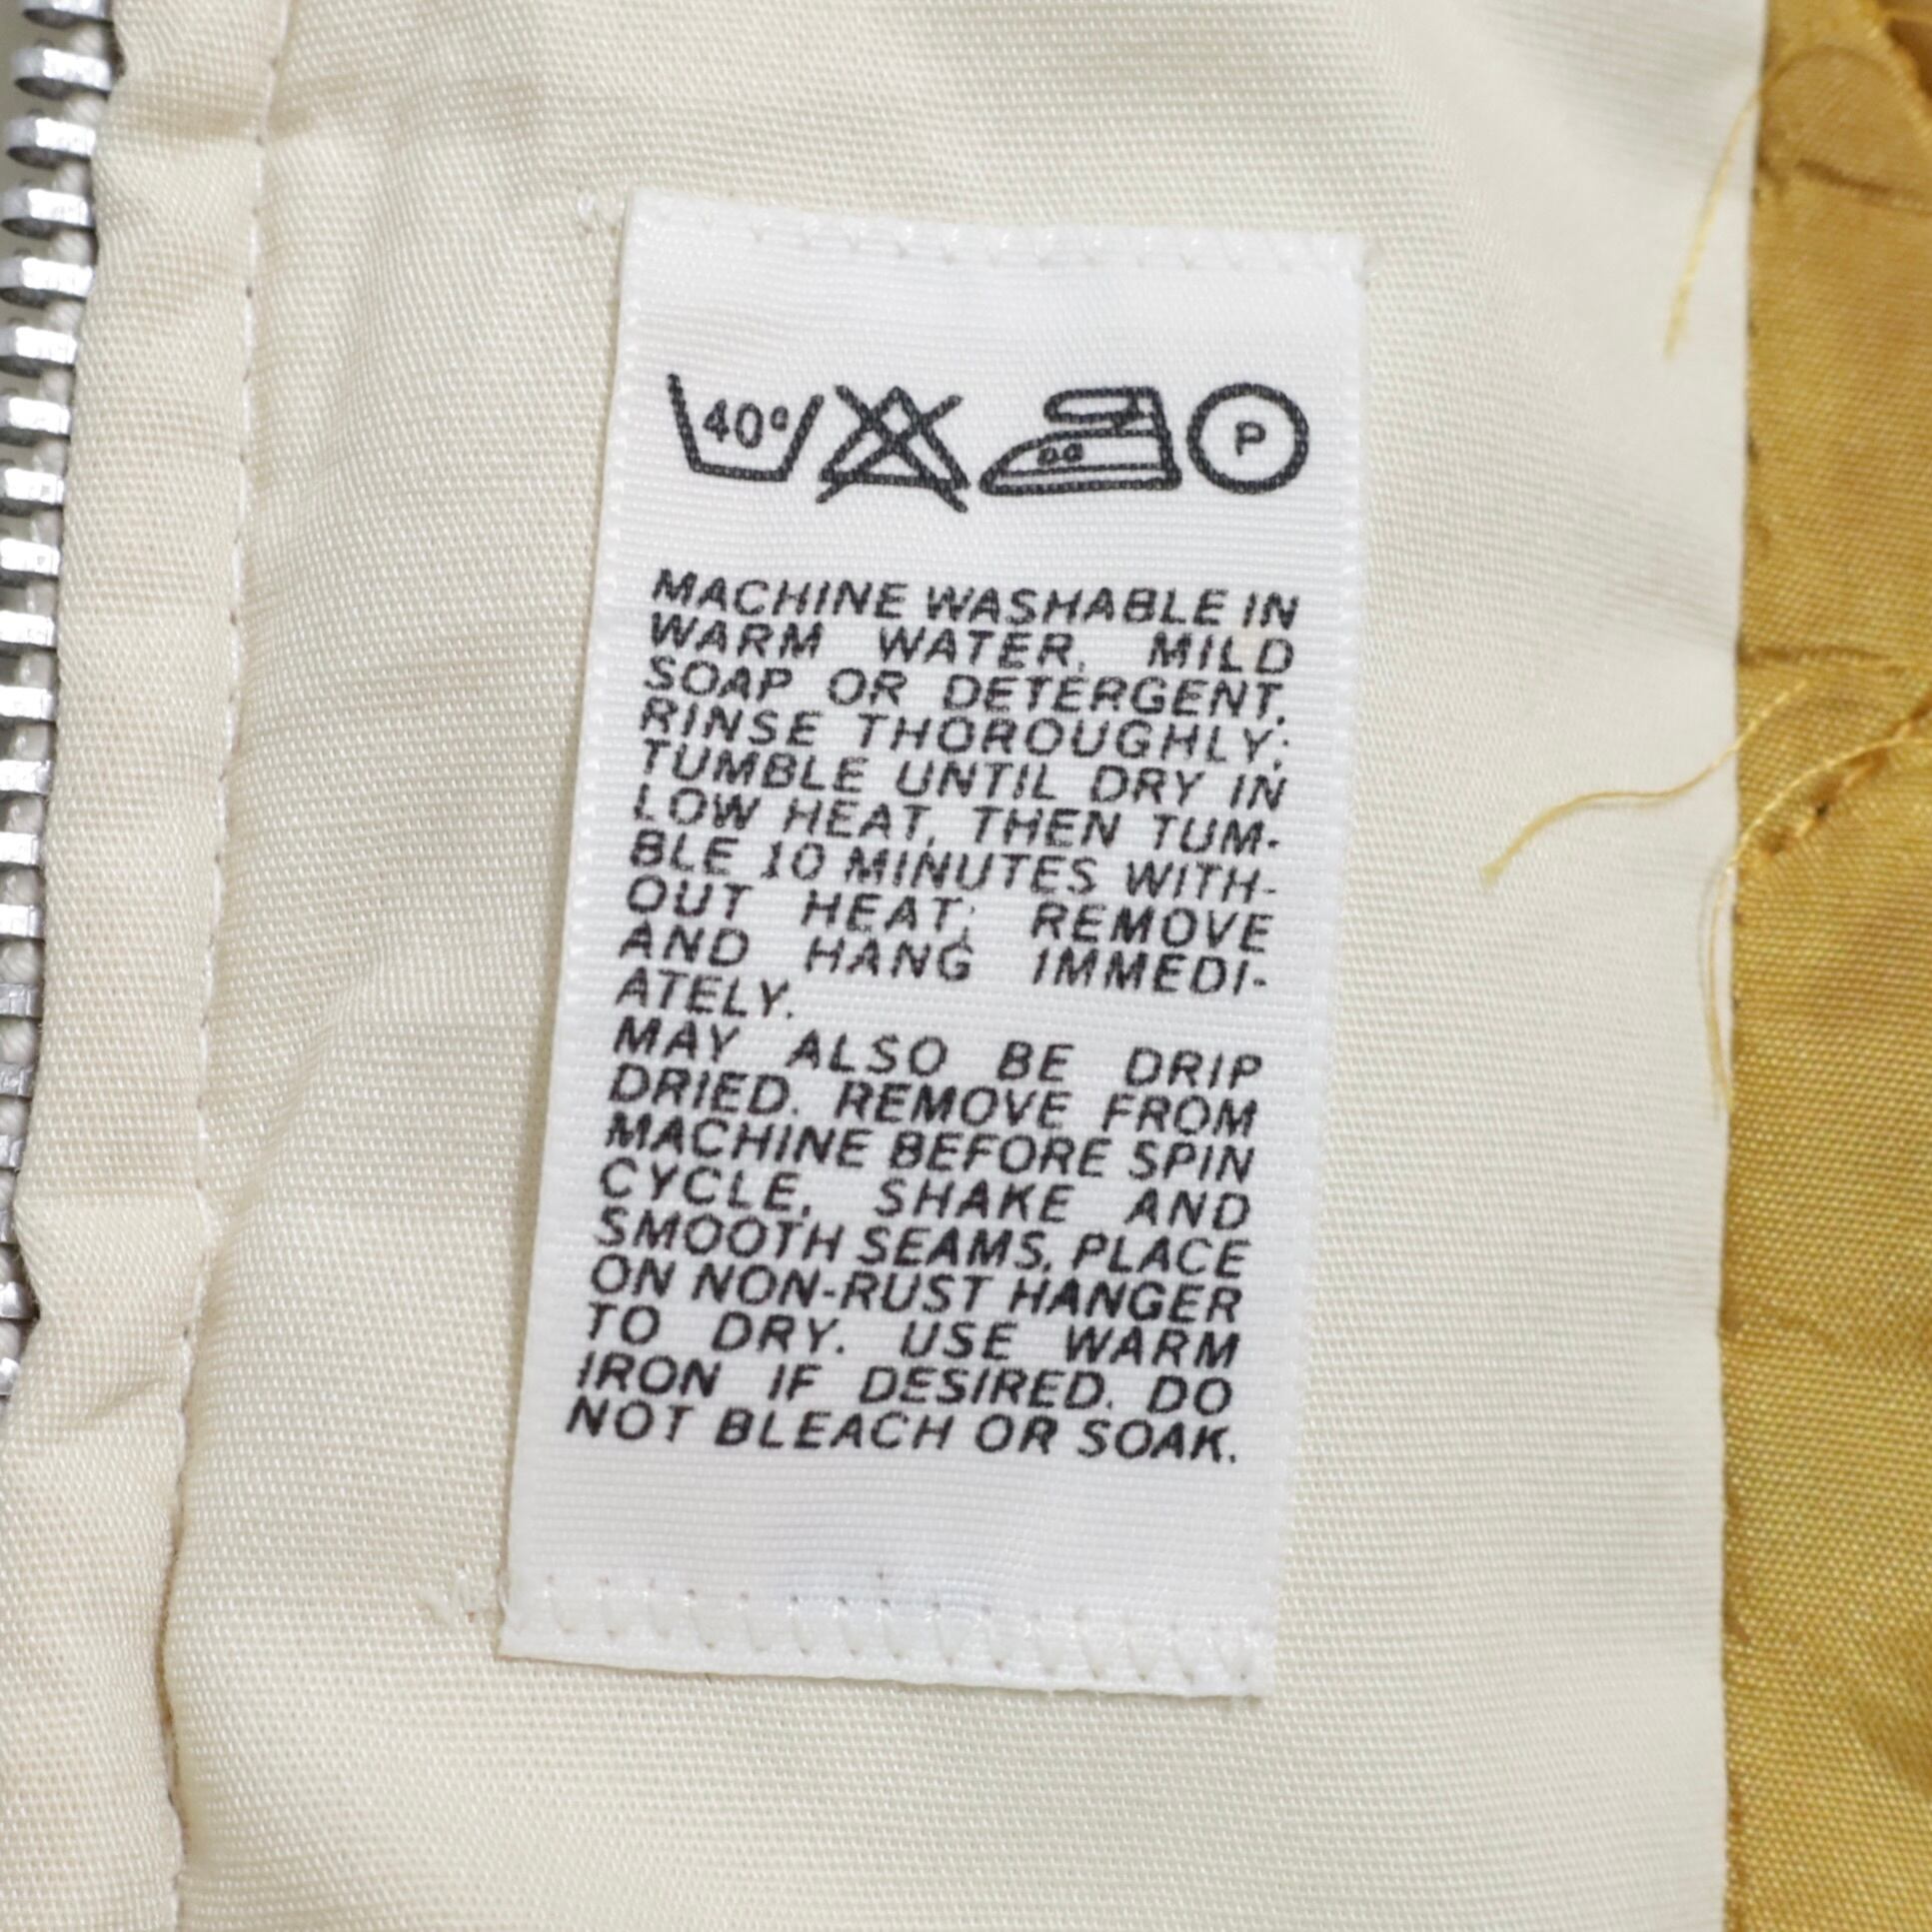 40°
P
MACHINE WASHABLE IN
WARM WATER, MILD
SOAP OR DETERGENT.
RINSE THOROUGHLY;
TUMBLE UNTIL DRY IN
LOW HEAT, THEN TUM-
BLE 10 MINUTES WITH-
OUT HEAT; REMOVE
AND HANG IMMEDI-
ATELY.
MAY ALSO BE DRIP
DRIED. REMOVE FROM
MACHINE BEFORE SPIN
CYCLE, SHAKE AND
SMOOTH SEAMS, PLACE
ON NON-RUST HANGER
TO DRY. USE WARM
IRON IF DESIRED. DO
NOT BLEACH OR SOAK.